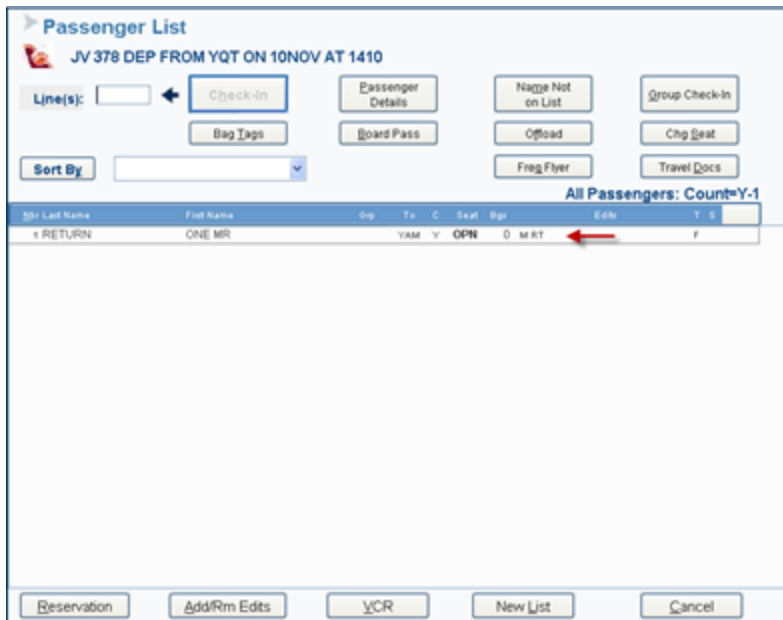 Passenger List
JV 378 DEP FROM YQT ON 10NOV AT 1410
Line(s):
Check-In
Passenger
Details
Name Not
on List
Group Check-In
Bag Tags
Board Pass
Offload
Chg Seat
Sort By
Freq Flyer
Travel Docs
All Passengers: Count=Y-1
Nbr Last Name First Name Grp To C Seat Bgs Edits T S
1 RETURN ONE MR YAM Y OPN 0 M RT F
Reservation Add/Rm Edits VCR New List Cancel